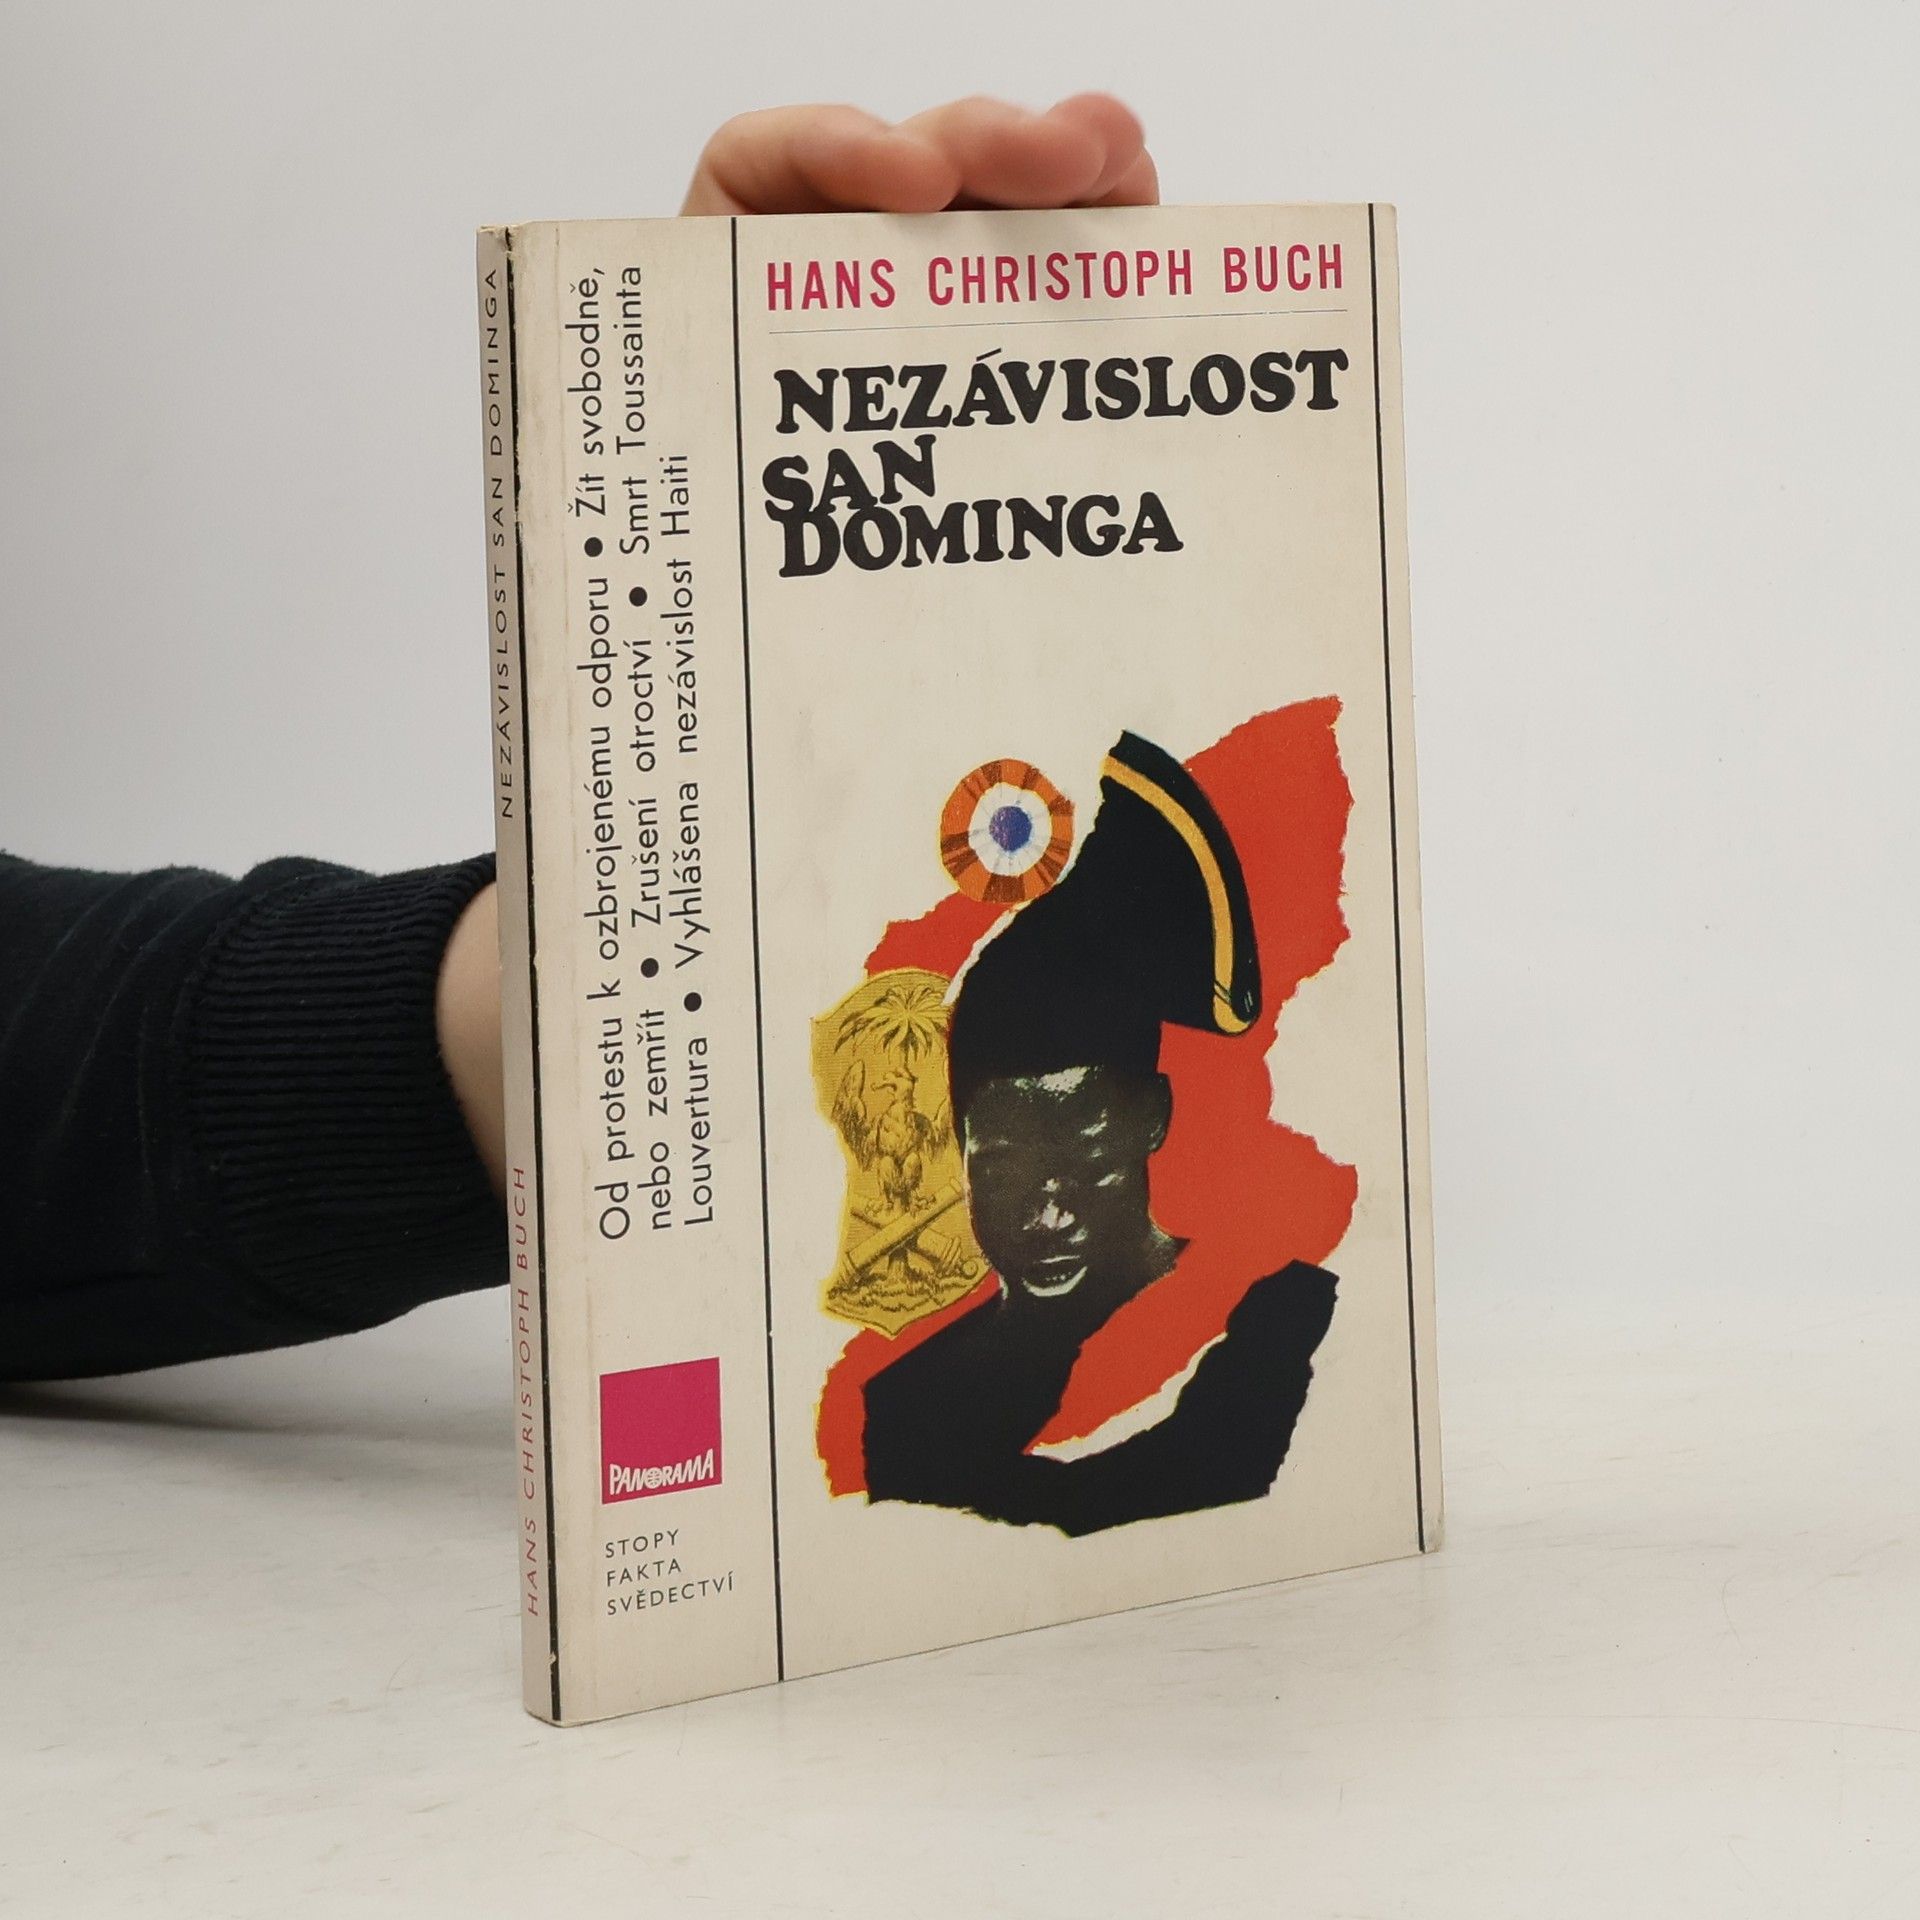 HANS CHRISTOPH BUCH
NEZÁVISLOST
SAN
DOMINGA
Od protestu k ozbrojenému odporu ● Žít svobodně,
nebo zemřít ● Zrušení otroctví ● Smrt Toussainta
Louvertura ● Vyhlášena nezávislost Haiti
PANORAMA
STOPY
FAKTA
SVĚDECTVÍ
HANS CHRISTOPH BUCH NEZÁVISLOST SAN DOMINGA